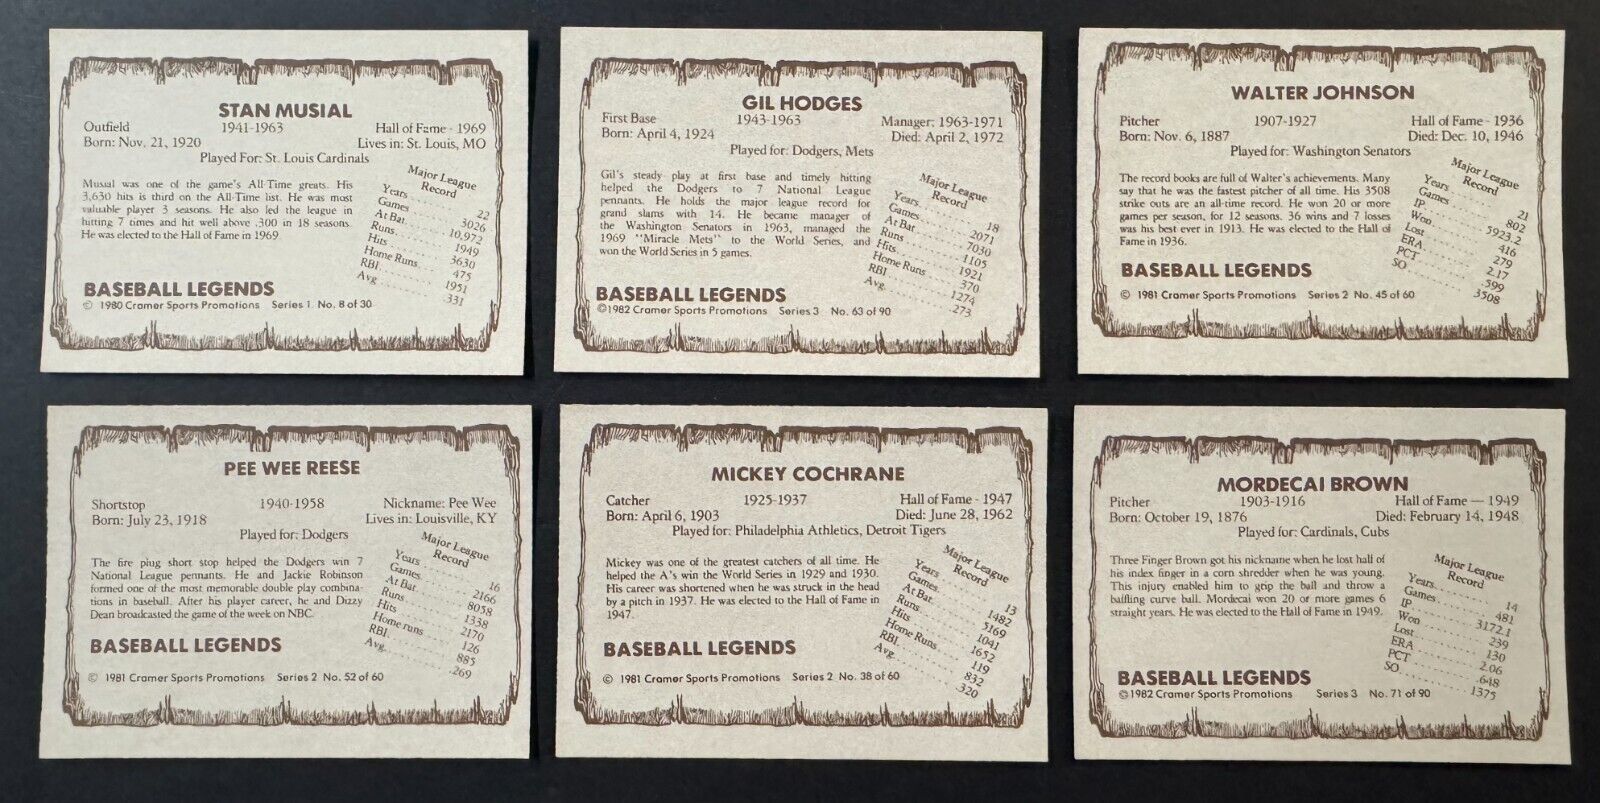 STAN MUSIAL
Outfield 1941-1963 Hall of Fame - 1969
Born: Nov. 21, 1920 Lives in: St. Louis, MO
Played For: St. Louis Cardinals
Musial was one of the game's All-Time greats. His
3,630 hits is third on the All-Time list. He was most
valuable player 3 seasons. He also led the league in
hitting 7 times and hit well above .300 in 18 seasons.
He was elected to the Hall of Fame in 1969.
Major League
Record
Years 22
Games 3026
At Bat 10,972
Runs 1949
Hits 3630
Home Runs 475
RBI 1951
Avg .331
BASEBALL LEGENDS
© 1980 Cramer Sports Promotions Series 1 No. 8 of 30
GIL HODGES
First Base 1943-1963 Manager: 1963-1971
Born: April 4, 1924 Died: April 2, 1972
Played for: Dodgers, Mets
Gil's steady play at first base and timely hitting
helped the Dodgers to 7 National League
pennants. He holds the major league record for
grand slams with 14. He became manager of
the Washington Senators in 1963, managed the
1969 "Miracle Mets" to the World Series, and
won the World Series in 5 games.
Major League
Record
Years 18
Games 2071
At Bat 7030
Runs 1105
Hits 1921
Home Runs 370
RBI 1274
Avg .273
BASEBALL LEGENDS
©1982 Cramer Sports Promotions Series 3 No. 63 of 90
WALTER JOHNSON
Pitcher 1907-1927 Hall of Fame - 1936
Born: Nov. 6, 1887 Died: Dec. 10, 1946
Played for: Washington Senators
The record books are full of Walter's achievements. Many
say that he was the fastest pitcher of all time. His 3508
strike outs are an all-time record. He won 20 or more
games per season, for 12 seasons. 36 wins and 7 losses
was his best ever in 1913. He was elected to the Hall of
Fame in 1936.
Major League
Record
Years 21
Games 802
IP 5923.2
Won 416
Lost 279
ERA 2.17
PCT .599
SO 3508
BASEBALL LEGENDS
© 1981 Cramer Sports Promotions Series 2 No. 45 of 60
PEE WEE REESE
Shortstop 1940-1958 Nickname: Pee Wee
Born: July 23, 1918 Lives in: Louisville, KY
Played for: Dodgers
The fire plug short stop helped the Dodgers win 7
National League pennants. He and Jackie Robinson
formed one of the most memorable double play combina-
tions in baseball. After his player career, he and Dizzy
Dean broadcasted the game of the week on NBC.
Major League
Record
Years 16
Games 2166
At Bat 8058
Runs 1338
Hits 2170
Home runs 126
RBI 885
Avg .269
BASEBALL LEGENDS
© 1981 Cramer Sports Promotions Series 2 No. 52 of 60
MICKEY COCHRANE
Catcher 1925-1937 Hall of Fame - 1947
Born: April 6, 1903 Died: June 28, 1962
Played for: Philadelphia Athletics, Detroit Tigers
Mickey was one of the greatest catchers of all time. He
helped the A's win the World Series in 1929 and 1930.
His career was shortened when he was struck in the head
by a pitch in 1937. He was elected to the Hall of Fame in
1947.
Major League
Record
Years 13
Games 1482
At Bat 5169
Runs 1041
Hits 1652
Home Runs 119
RBI 832
Avg .320
BASEBALL LEGENDS
© 1981 Cramer Sports Promotions Series 2 No. 38 of 60
MORDECAI BROWN
Pitcher 1903-1916 Hall of Fame — 1949
Born: October 19, 1876 Died: February 14, 1948
Played for: Cardinals, Cubs
Three Finger Brown got his nickname when he lost half of
his index finger in a corn shredder when he was young.
This injury enabled him to grip the ball and throw a
baffling curve ball. Mordecai won 20 or more games 6
straight years. He was elected to the Hall of Fame in 1949.
Major League
Record
Years 14
Games 481
IP 3172.1
Won 239
Lost 130
ERA 2.06
PCT .648
SO 1375
BASEBALL LEGENDS
©1982 Cramer Sports Promotions Series 3 No. 71 of 90